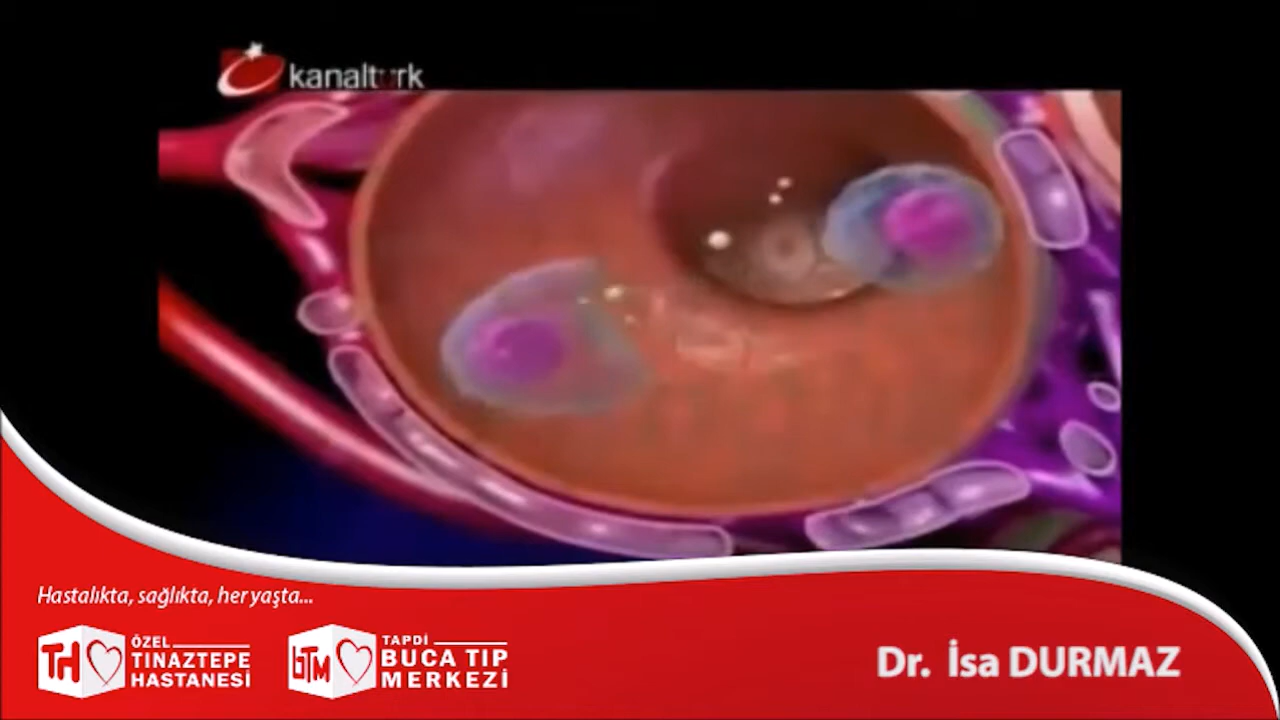 kanaltürk
Hastalıkta, sağlıkta, her yaşta...
TH
ÖZEL
TINAZTEPE
HASTANESİ
bTM
TAPDİ
BUCA TIP
MERKEZİ
Dr. İsa DURMAZ